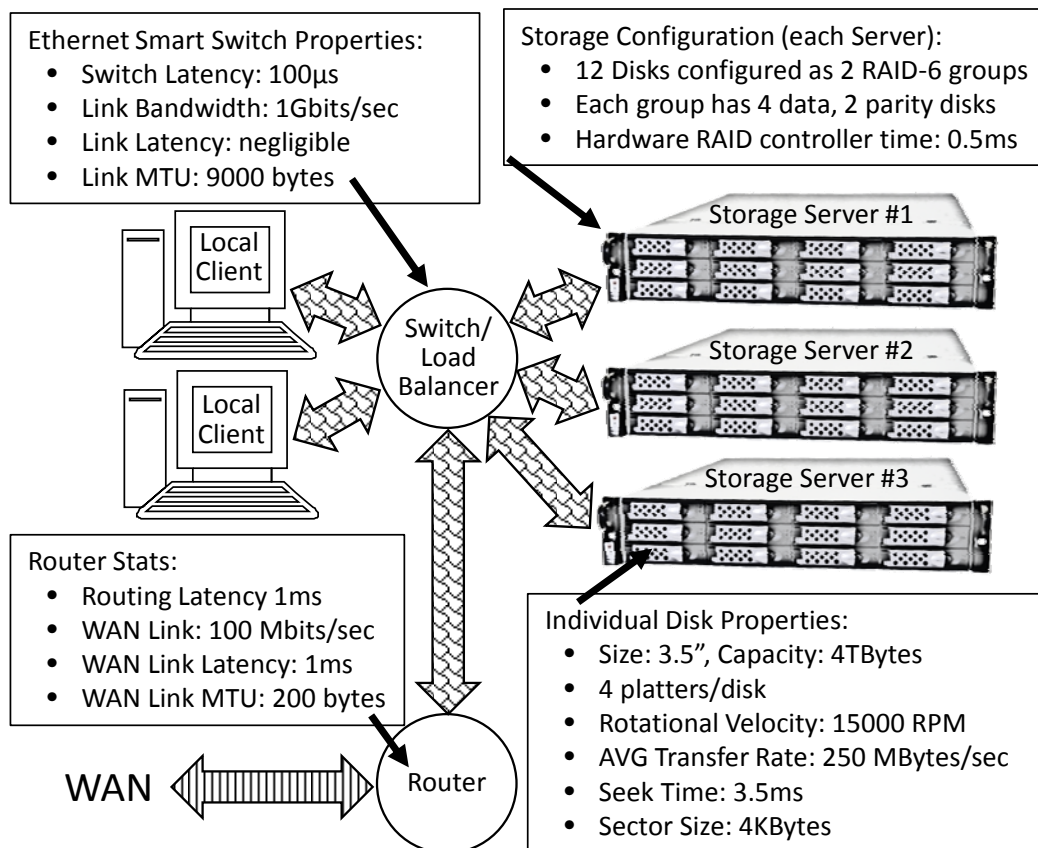 Ethernet Smart Switch Properties:
• Switch Latency: 100μs
• Link Bandwidth: 1Gbits/sec
• Link Latency: negligible
• Link MTU: 9000 bytes
Storage Configuration (each Server):
• 12 Disks configured as 2 RAID-6 groups
• Each group has 4 data, 2 parity disks
• Hardware RAID controller time: 0.5ms
Local
Client
Local
Client
Switch/
Load
Balancer
Storage Server #1
Storage Server #2
Storage Server #3
Router Stats:
• Routing Latency 1ms
• WAN Link: 100 Mbits/sec
• WAN Link Latency: 1ms
• WAN Link MTU: 200 bytes
Individual Disk Properties:
• Size: 3.5”, Capacity: 4TBytes
• 4 platters/disk
• Rotational Velocity: 15000 RPM
• AVG Transfer Rate: 250 MBytes/sec
• Seek Time: 3.5ms
• Sector Size: 4KBytes
WAN
Router